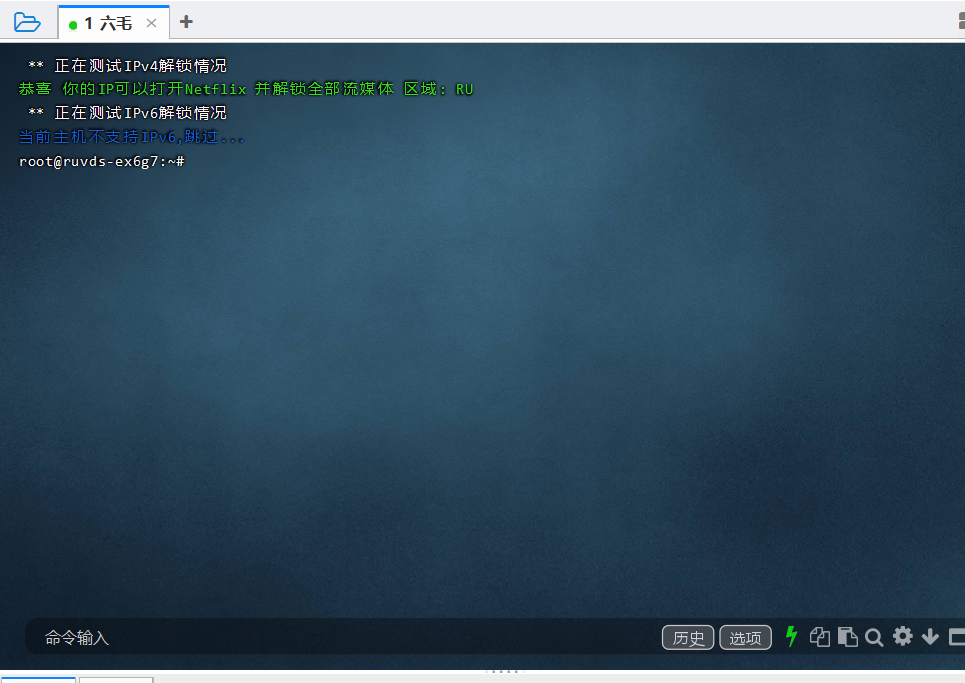 1 六毛
** 正在测试IPv4解锁情况
恭喜 你的IP可以打开Netflix 并解锁全部流媒体 区域: RU
** 正在测试IPv6解锁情况
当前主机不支持IPv6,跳过...
root@ruvds-ex6g7:~#
命令输入 历史 选项